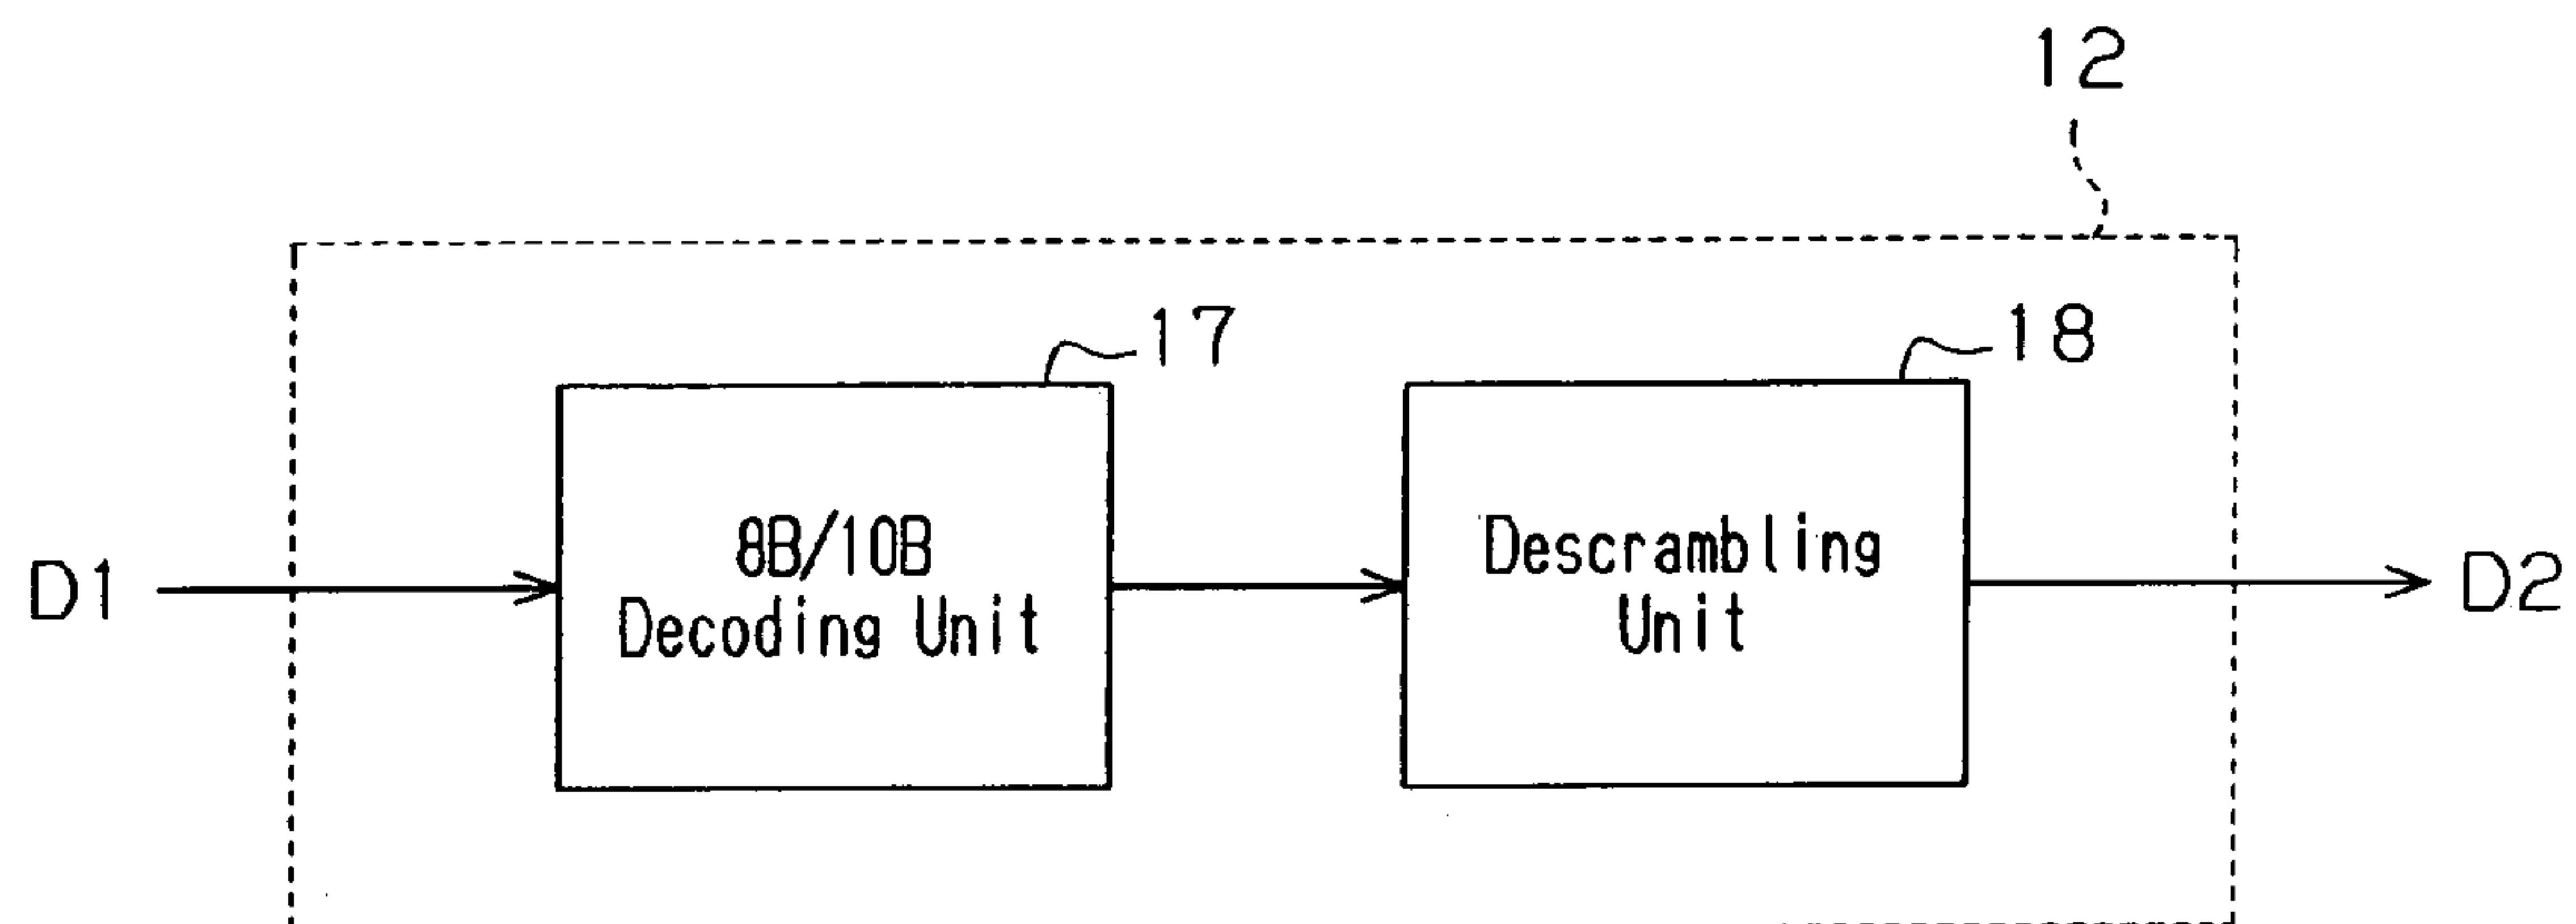 12
17
18
8B/10B
Decoding Unit
Descrambling
Unit
D1
D2